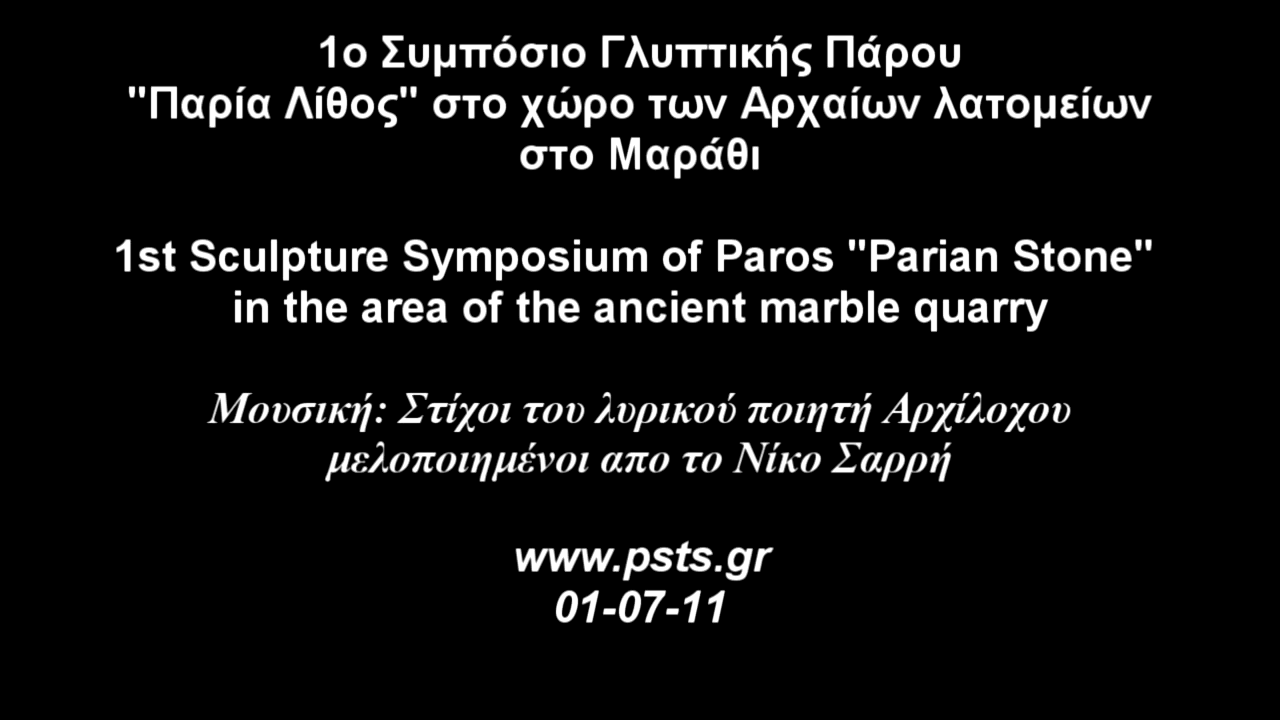 1ο Συμπόσιο Γλυπτικής Πάρου
"Παρία Λίθος" στο χώρο των Αρχαίων λατομείων
στο Μαράθι
1st Sculpture Symposium of Paros "Parian Stone"
in the area of the ancient marble quarry
Μουσική: Στίχοι του λυρικού ποιητή Αρχίλοχου
μελοποιημένοι απο το Νίκο Σαρρή
www.psts.gr
01-07-11